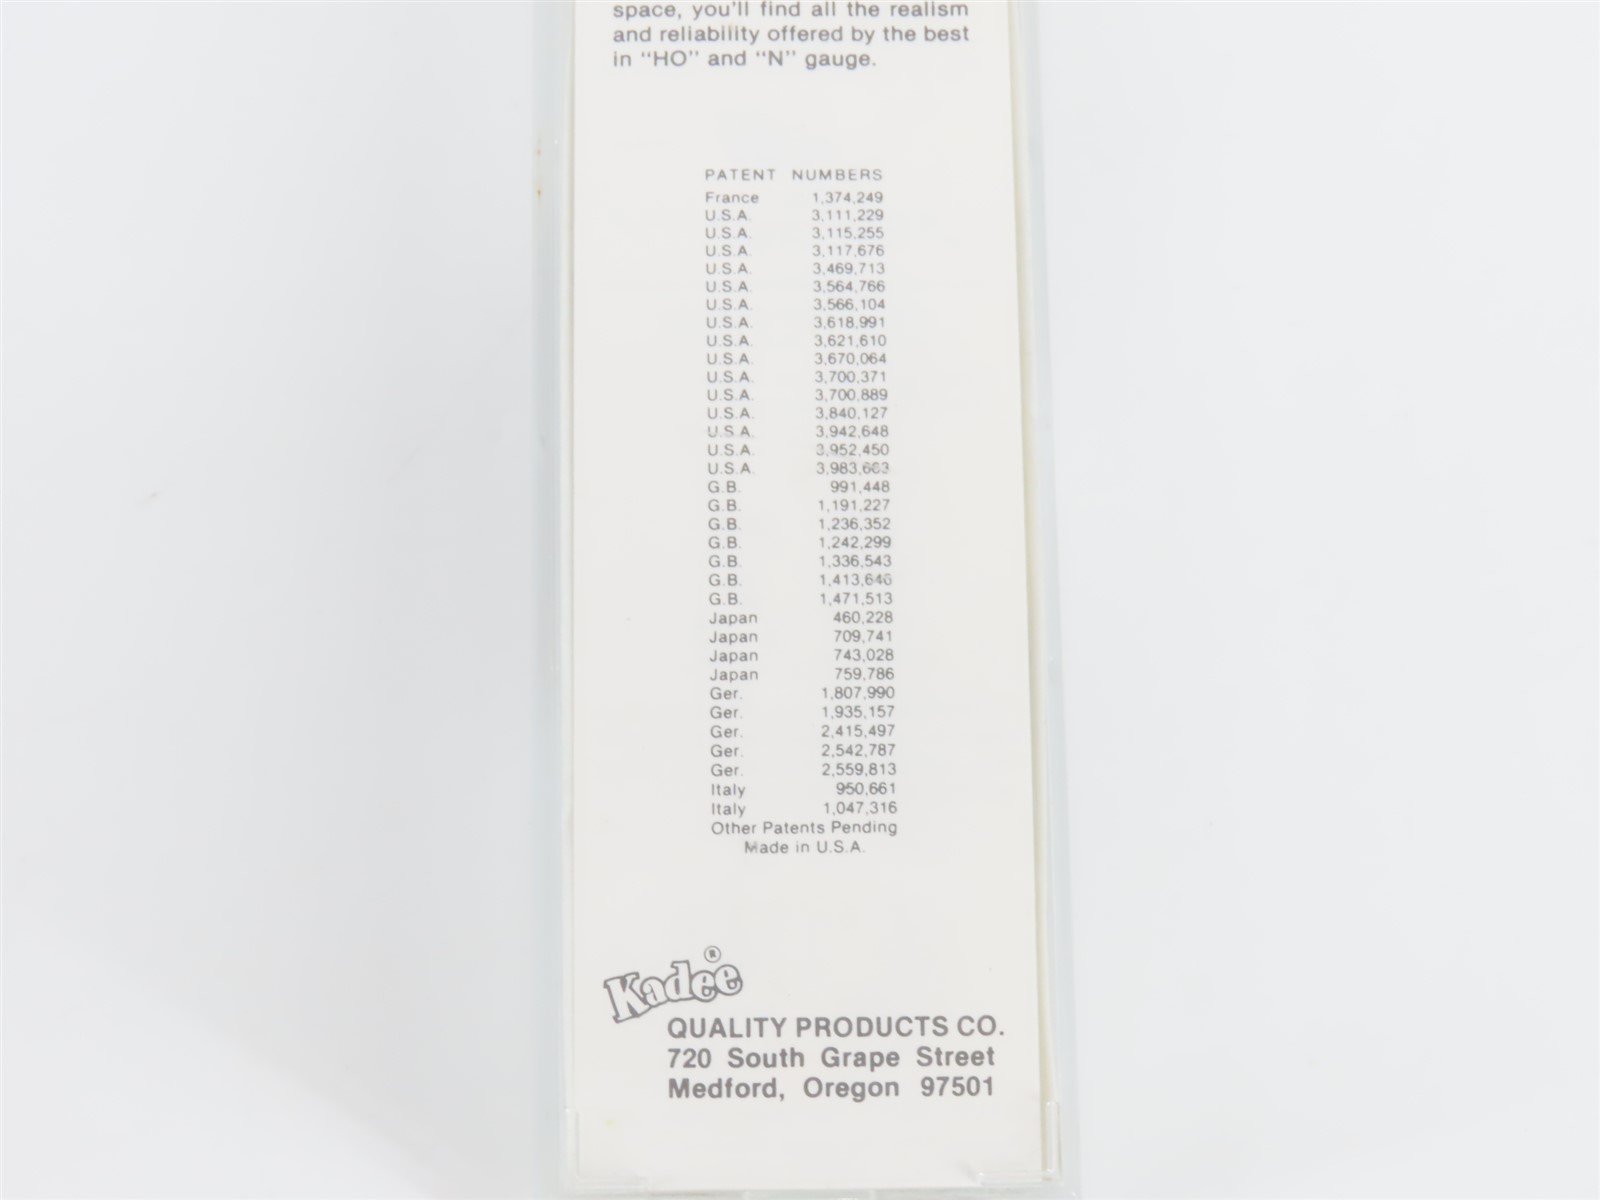 space, you'll find all the realism
and reliability offered by the best
in "HO" and "N" gauge.
PATENT NUMBERS
France 1,374,249
U.S.A. 3,111,229
U.S.A. 3,115,255
U.S.A. 3,117,676
U.S.A. 3,469,713
U.S.A. 3,564,766
U.S.A. 3,566,104
U.S.A. 3,618,991
U.S.A. 3,621,610
U.S.A. 3,670,064
U.S.A. 3,700,371
U.S.A. 3,700,889
U.S.A. 3,840,127
U.S.A. 3,942,648
U.S.A. 3,952,450
U.S.A. 3,983,663
G.B. 991,448
G.B. 1,191,227
G.B. 1,236,352
G.B. 1,242,299
G.B. 1,336,543
G.B. 1,413,646
G.B. 1,471,513
Japan 460,228
Japan 709,741
Japan 743,028
Japan 759,786
Ger. 1,807,990
Ger. 1,935,157
Ger. 2,415,497
Ger. 2,542,787
Ger. 2,559,813
Italy 950,661
Italy 1,047,316
Other Patents Pending
Made in U.S.A.
Kadee®
QUALITY PRODUCTS CO.
720 South Grape Street
Medford, Oregon 97501